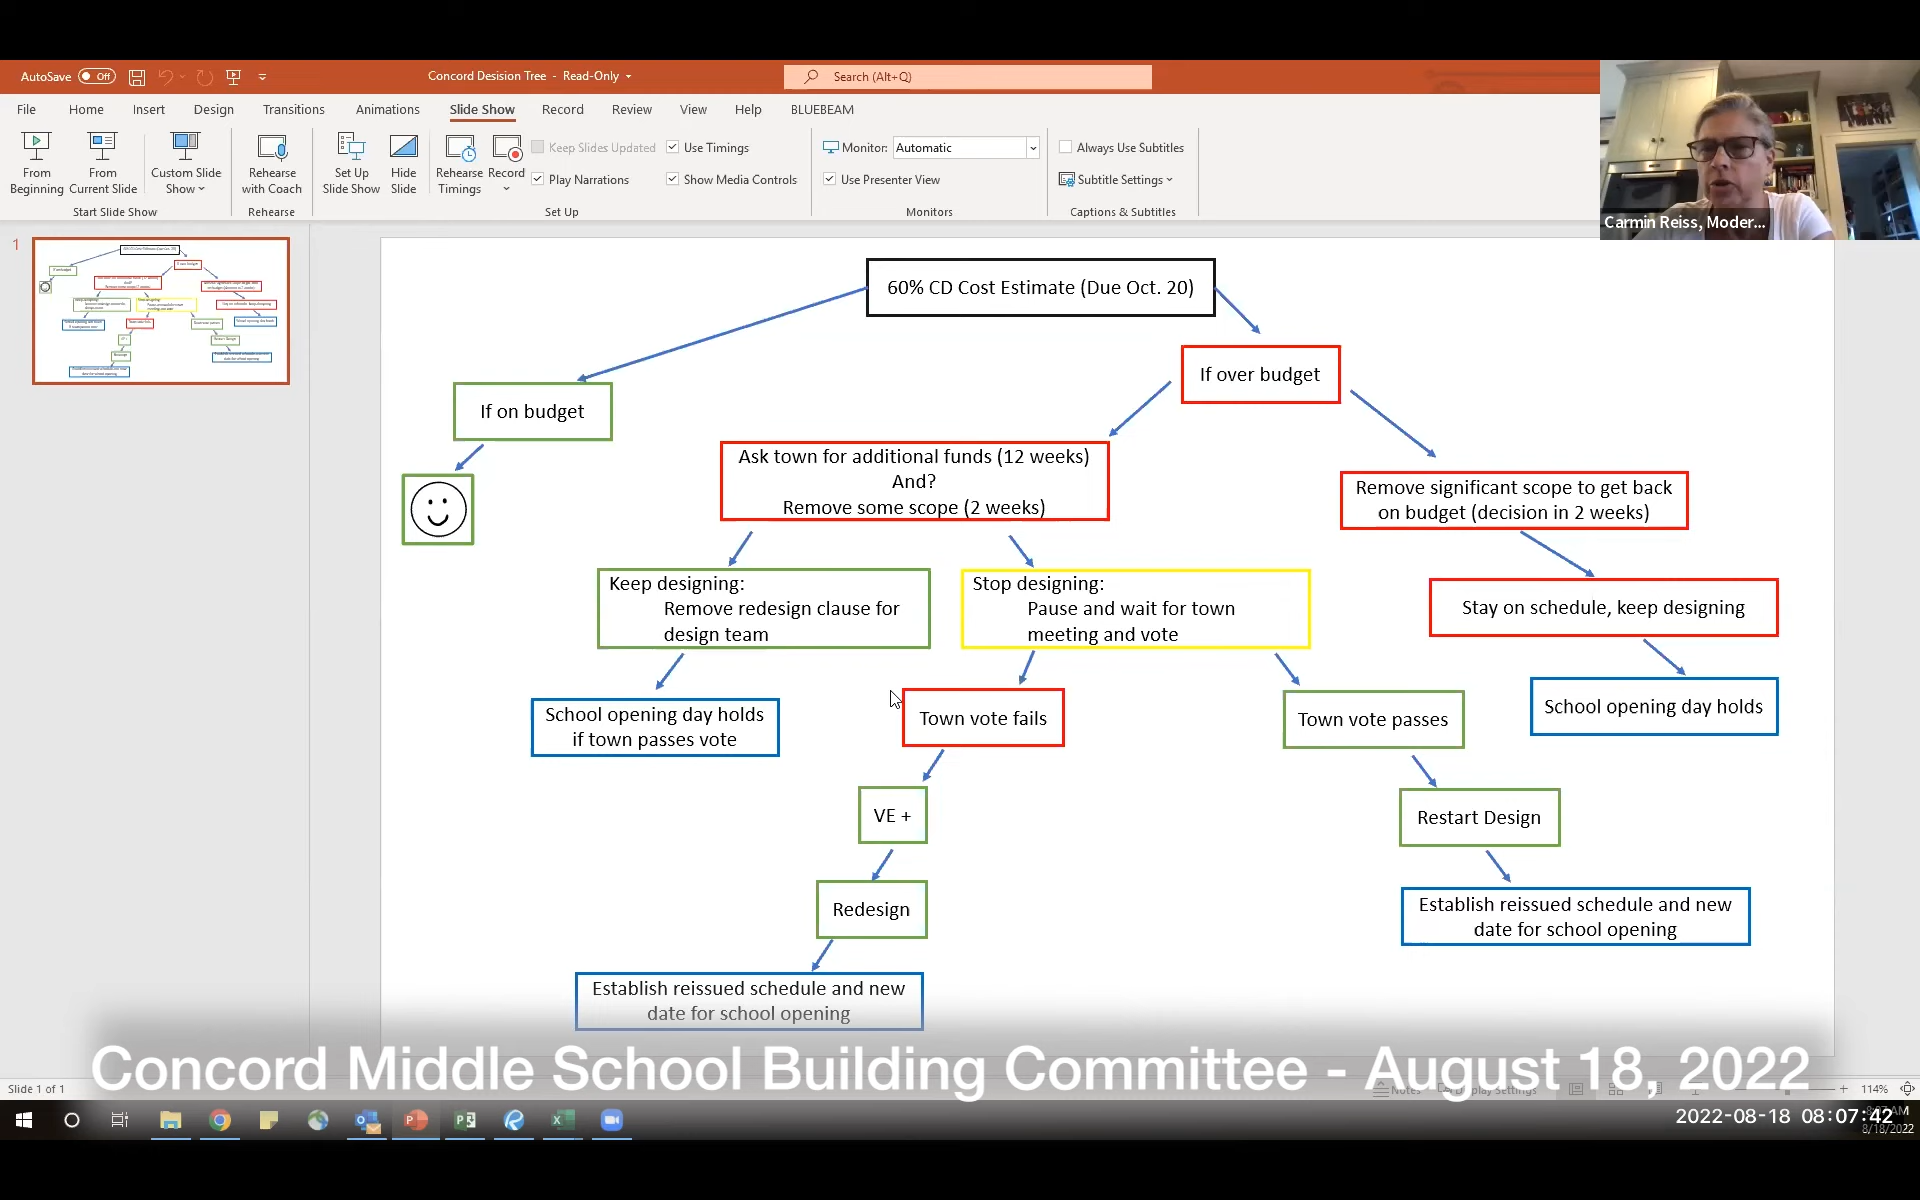 AutoSave Off
Concord Desision Tree - Read-Only
Search (Alt+Q)
File Home Insert Design Transitions Animations Slide Show Record Review View Help BLUEBEAM
From Beginning
From Current Slide
Custom Slide Show
Start Slide Show
Rehearse with Coach
Rehearse
Set Up Slide Show
Hide Slide
Rehearse Timings
Record
Keep Slides Updated
Play Narrations
Use Timings
Show Media Controls
Set Up
Monitor: Automatic
Use Presenter View
Monitors
Always Use Subtitles
Subtitle Settings
Captions & Subtitles
Carmin Reiss, Moder...
1
60% CD Cost Estimate (Due Oct. 20)
If over budget
If on budget
Ask town for additional funds (12 weeks)
And?
Remove some scope (2 weeks)
Remove significant scope to get back
on budget (decision in 2 weeks)
Keep designing:
Remove redesign clause for
design team
Stop designing:
Pause and wait for town
meeting and vote
Stay on schedule, keep designing
School opening day holds
if town passes vote
Town vote fails
Town vote passes
School opening day holds
VE +
Restart Design
Redesign
Establish reissued schedule and new
date for school opening
Establish reissued schedule and new
date for school opening
Concord Middle School Building Committee - August 18, 2022
Slide 1 of 1
Notes
Display Settings
114%
2022-08-18 08:07:42
8/18/2022